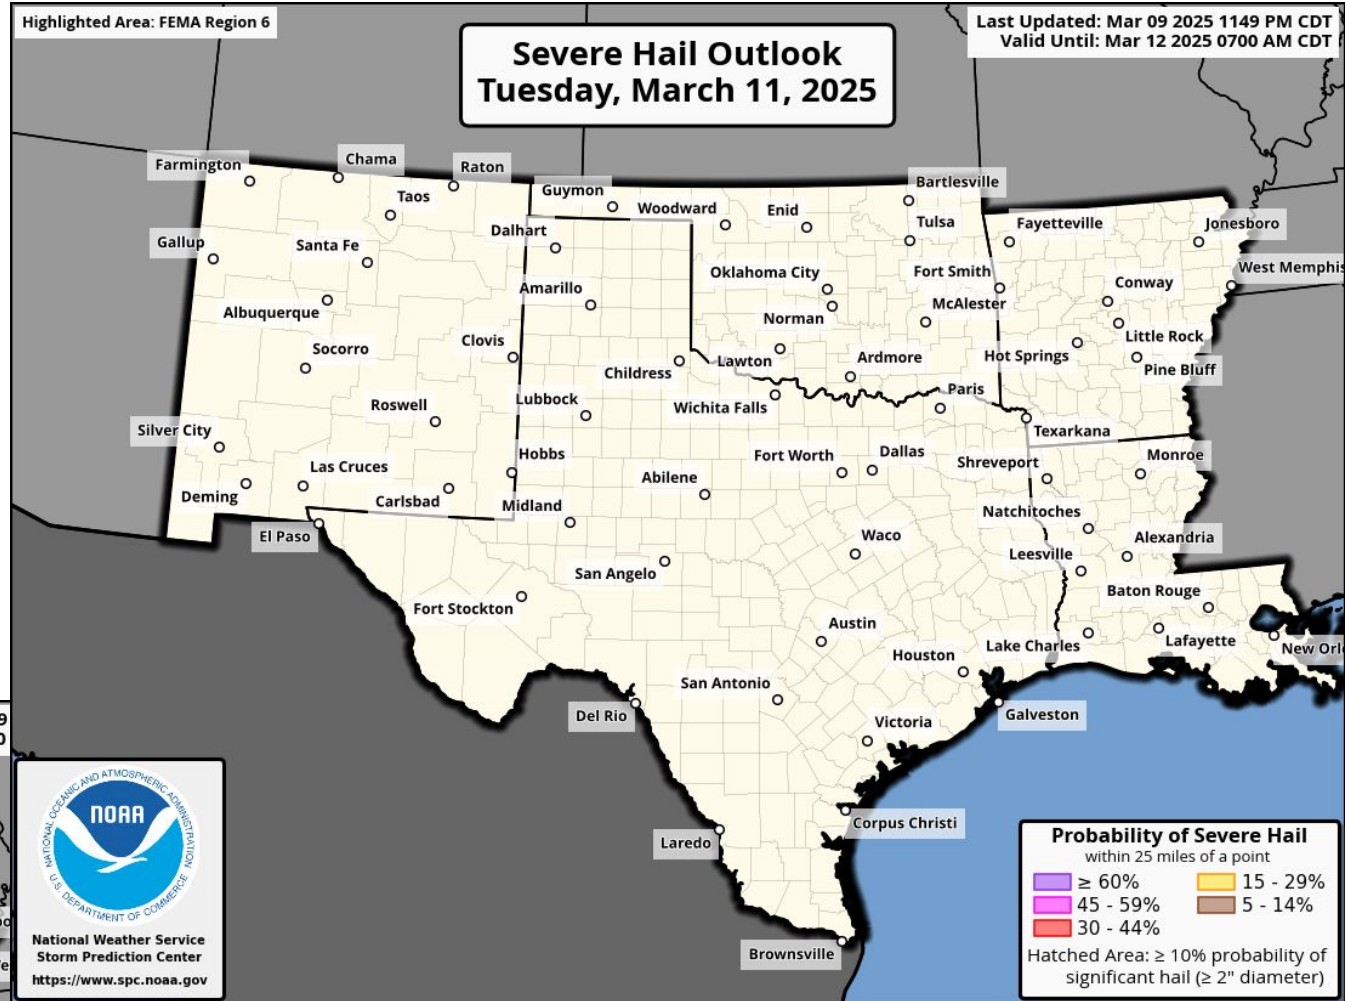 Highlighted Area: FEMA Region 6
Last Updated: Mar 09 2025 1149 PM CDT
Valid Until: Mar 12 2025 0700 AM CDT
Severe Hail Outlook
Tuesday, March 11, 2025
Farmington
Chama
Raton
Taos
Guymon
Woodward
Enid
Bartlesville
Tulsa
Fayetteville
Jonesboro
Gallup
Santa Fe
Dalhart
Oklahoma City
Fort Smith
West Memphis
Albuquerque
Amarillo
Norman
McAlester
Conway
Socorro
Clovis
Childress
Lawton
Ardmore
Hot Springs
Little Rock
Pine Bluff
Roswell
Lubbock
Wichita Falls
Paris
Texarkana
Silver City
Las Cruces
Hobbs
Abilene
Fort Worth
Dallas
Shreveport
Monroe
Deming
Carlsbad
Midland
Natchitoches
El Paso
Waco
Alexandria
San Angelo
Leesville
Fort Stockton
Baton Rouge
Austin
Lake Charles
Lafayette
New Orl
Houston
San Antonio
Del Rio
Victoria
Galveston
Laredo
Corpus Christi
Brownsville
9
0
NATIONAL OCEANIC AND ATMOSPHERIC ADMINISTRATION
NOAA
U.S. DEPARTMENT OF COMMERCE
National Weather Service
Storm Prediction Center
https://www.spc.noaa.gov
Probability of Severe Hail
within 25 miles of a point
≥ 60%
15 - 29%
45 - 59%
5 - 14%
30 - 44%
Hatched Area: ≥ 10% probability of
significant hail (≥ 2" diameter)